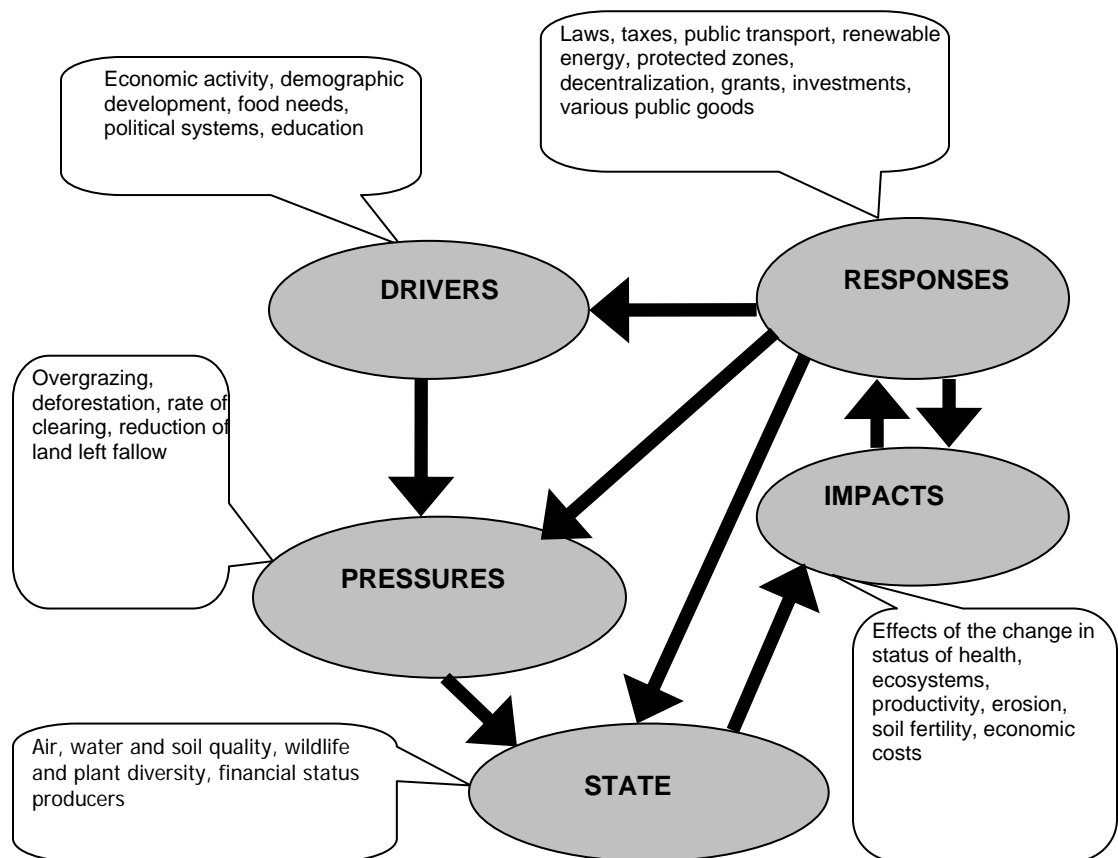 Laws, taxes, public transport, renewable
energy, protected zones,
decentralization, grants, investments,
various public goods
Economic activity, demographic
development, food needs,
political systems, education
DRIVERS
RESPONSES
Overgrazing,
deforestation, rate of
clearing, reduction of
land left fallow
IMPACTS
PRESSURES
Effects of the change in
status of health,
ecosystems,
productivity, erosion,
soil fertility, economic
costs
Air, water and soil quality, wildlife
and plant diversity, financial status
producers
STATE